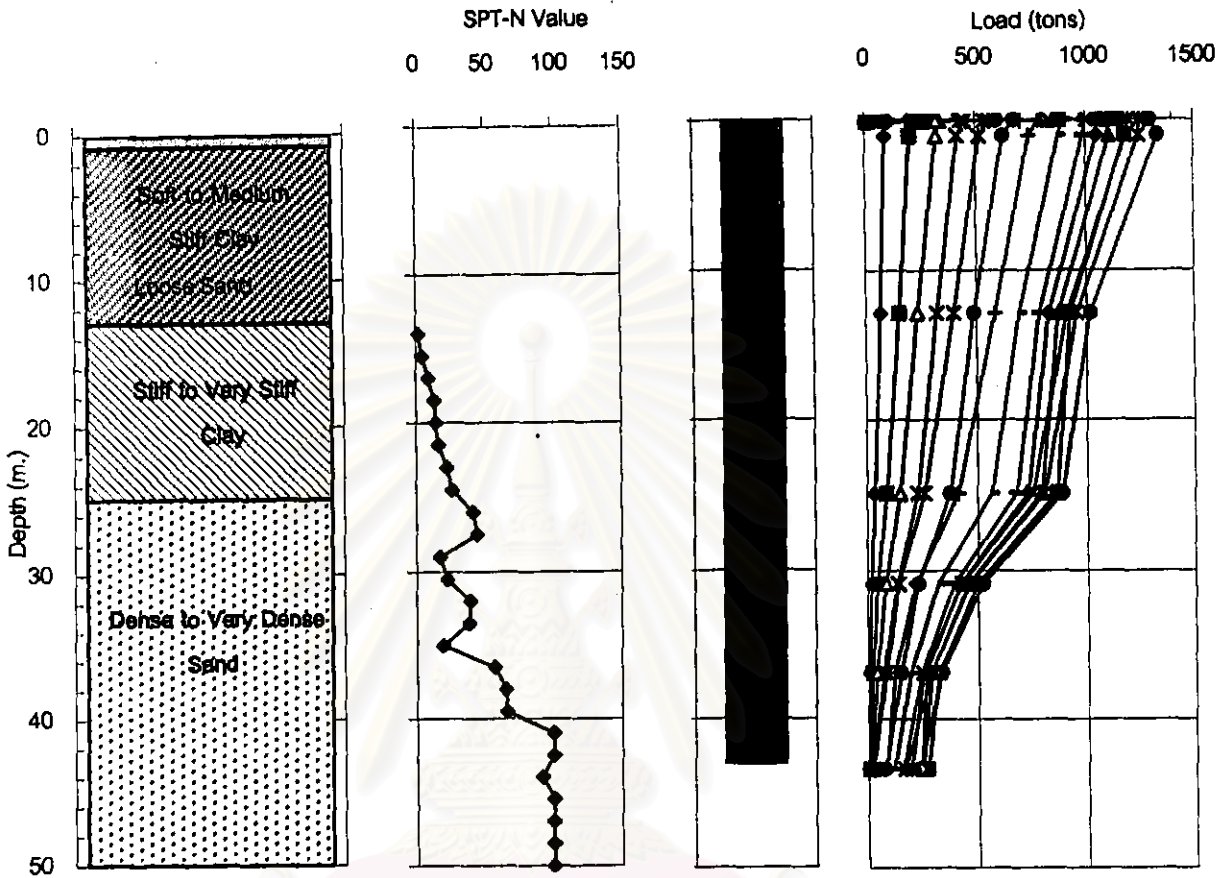 SPT-N Value
Load (tons)
0 50 100 150
0 500 1000 1500
0
10
20
30
40
50
Depth (m.)
Soft to Medium
Stiff Clay
Loose Sand
Stiff to Very Stiff
Clay
Dense to Very Dense
Sand